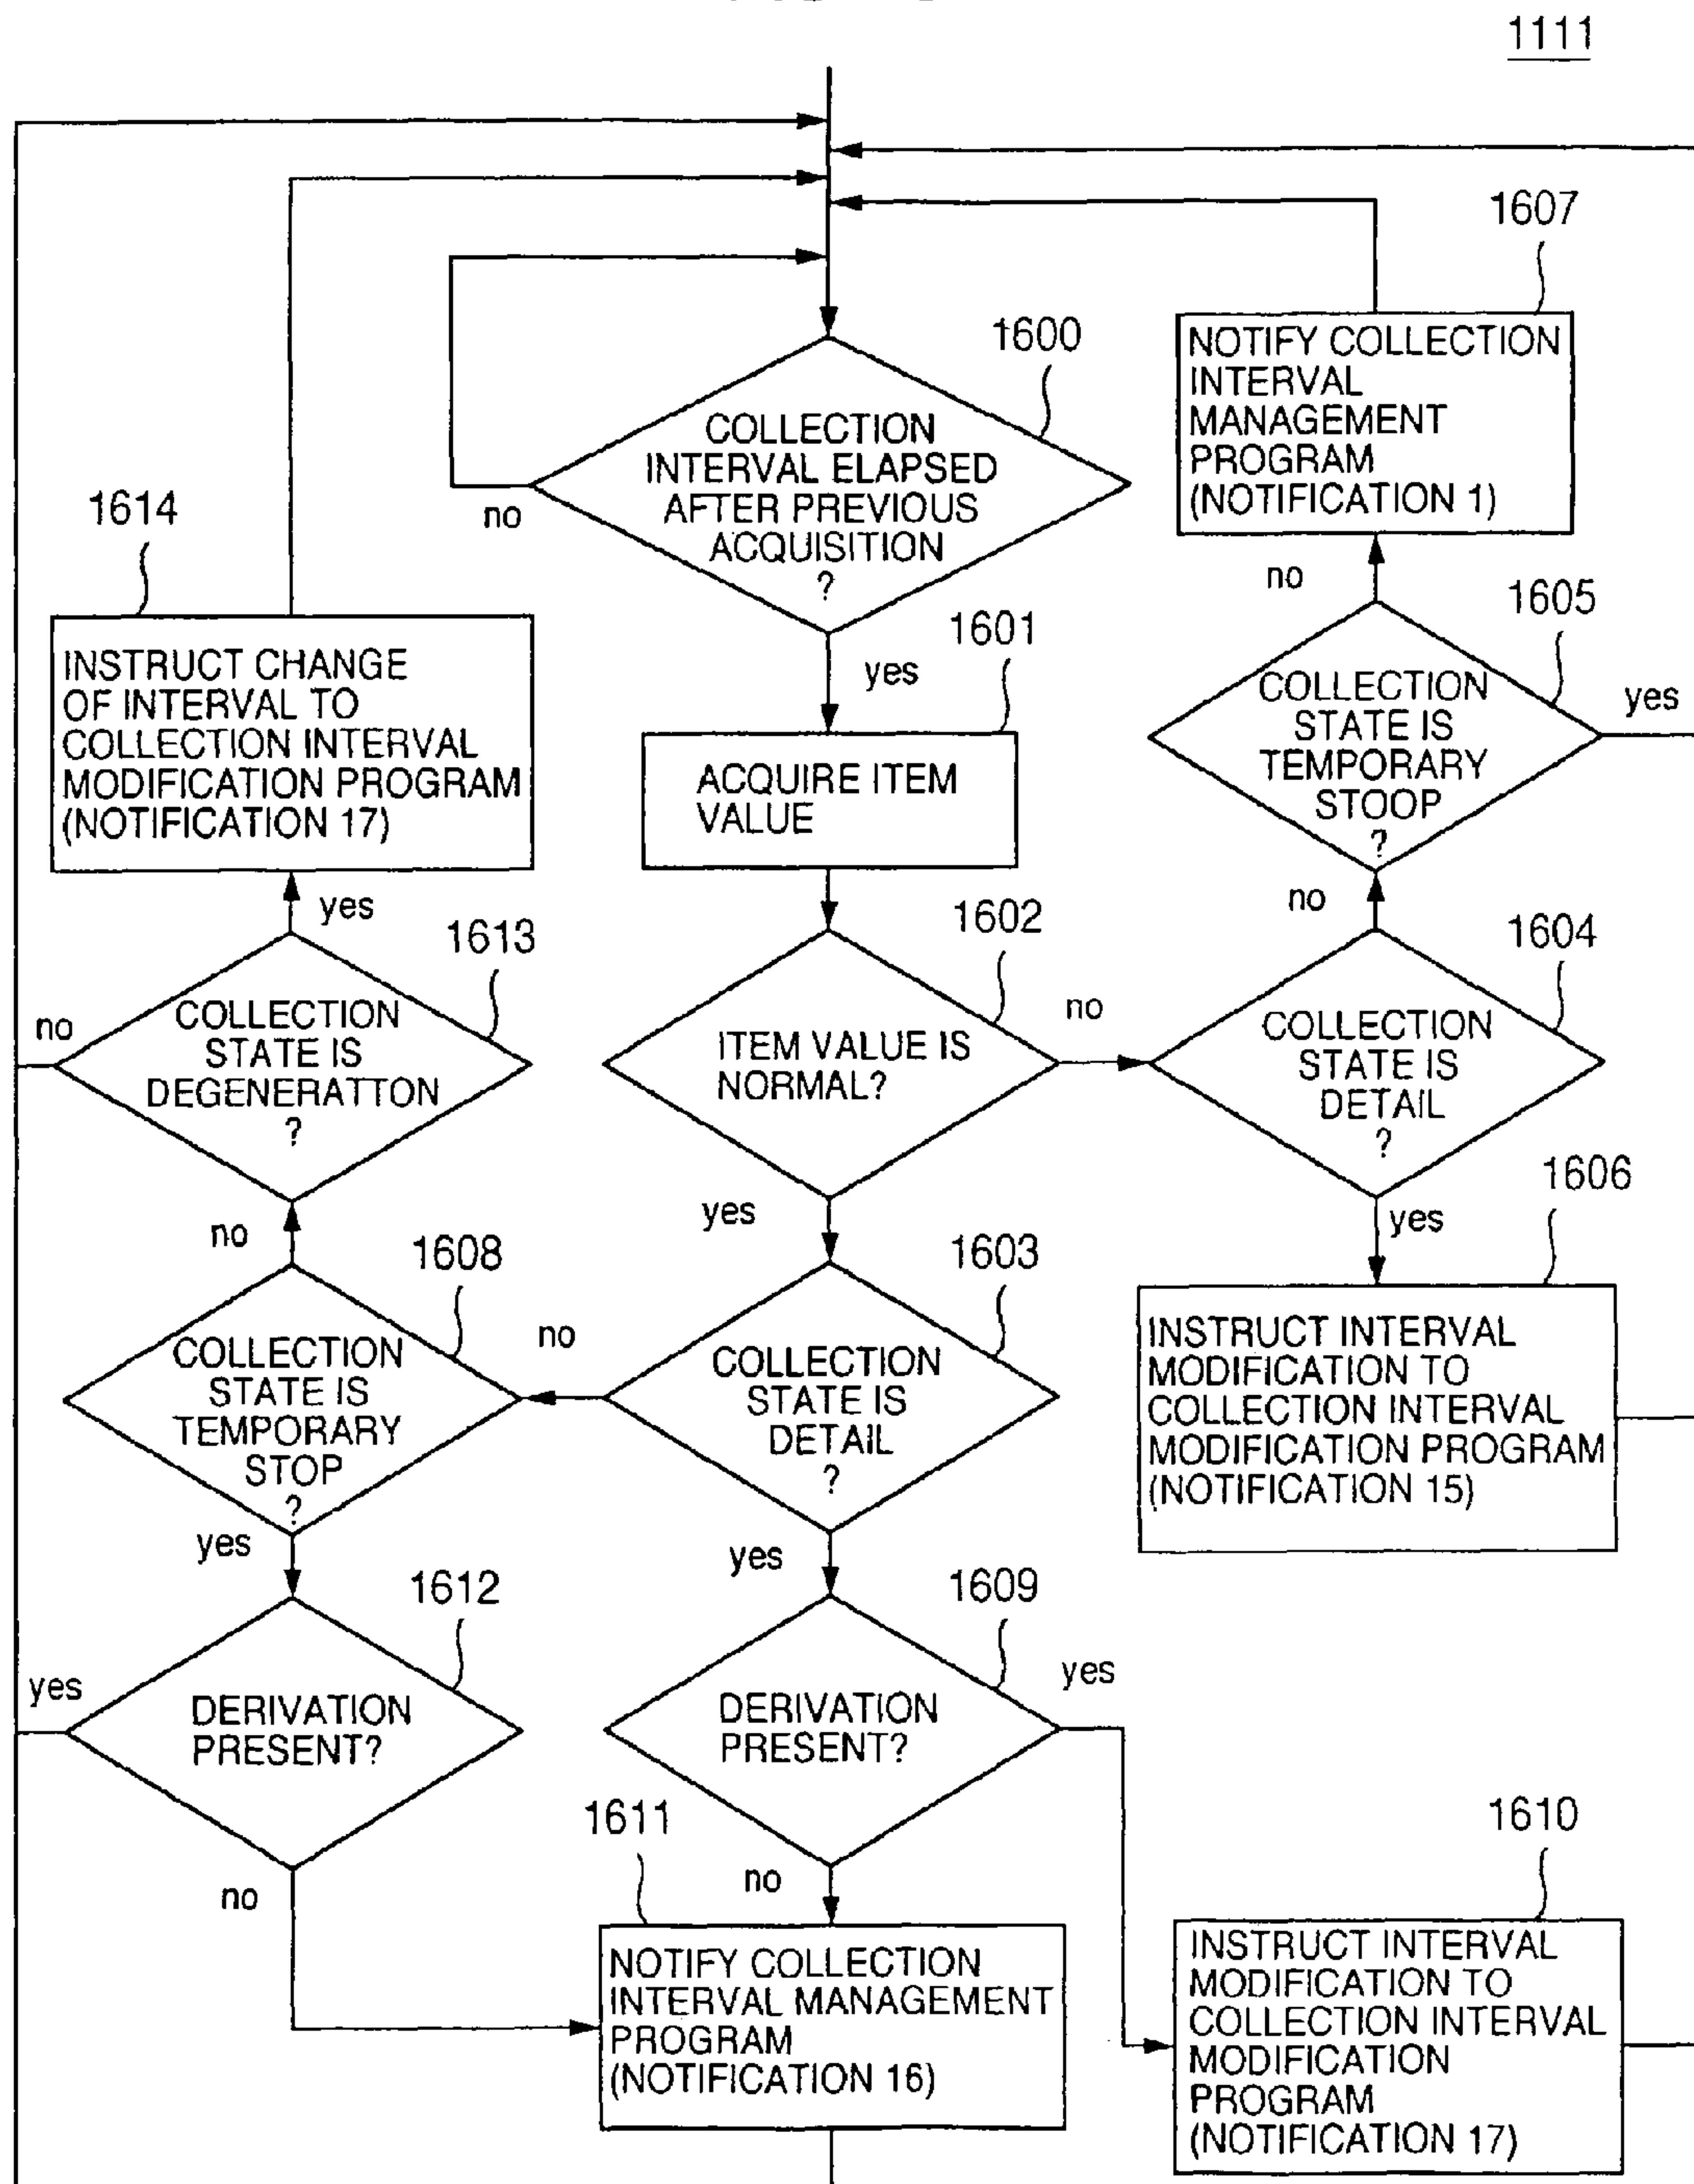 1111
1607
1600
NOTIFY COLLECTION
INTERVAL
MANAGEMENT
PROGRAM
(NOTIFICATION 1)
COLLECTION
INTERVAL ELAPSED
AFTER PREVIOUS
ACQUISITION
?
no
1614
no
1605
1601
yes
INSTRUCT CHANGE
OF INTERVAL TO
COLLECTION INTERVAL
MODIFICATION PROGRAM
(NOTIFICATION 17)
COLLECTION
STATE IS
TEMPORARY
STOOP
?
yes
ACQUIRE ITEM
VALUE
yes
no
1613
1602
1604
no
COLLECTION
STATE IS
DEGENERATTON
?
ITEM VALUE IS
NORMAL?
no
COLLECTION
STATE IS
DETAIL
?
1606
yes
yes
no
1608
1603
COLLECTION
STATE IS
TEMPORARY
STOP
?
no
COLLECTION
STATE IS
DETAIL
?
INSTRUCT INTERVAL
MODIFICATION TO
COLLECTION INTERVAL
MODIFICATION PROGRAM
(NOTIFICATION 15)
yes
yes
1612
1609
yes
DERIVATION
PRESENT?
DERIVATION
PRESENT?
yes
1611
1610
no
no
NOTIFY COLLECTION
INTERVAL MANAGEMENT
PROGRAM
(NOTIFICATION 16)
INSTRUCT INTERVAL
MODIFICATION TO
COLLECTION INTERVAL
MODIFICATION
PROGRAM
(NOTIFICATION 17)